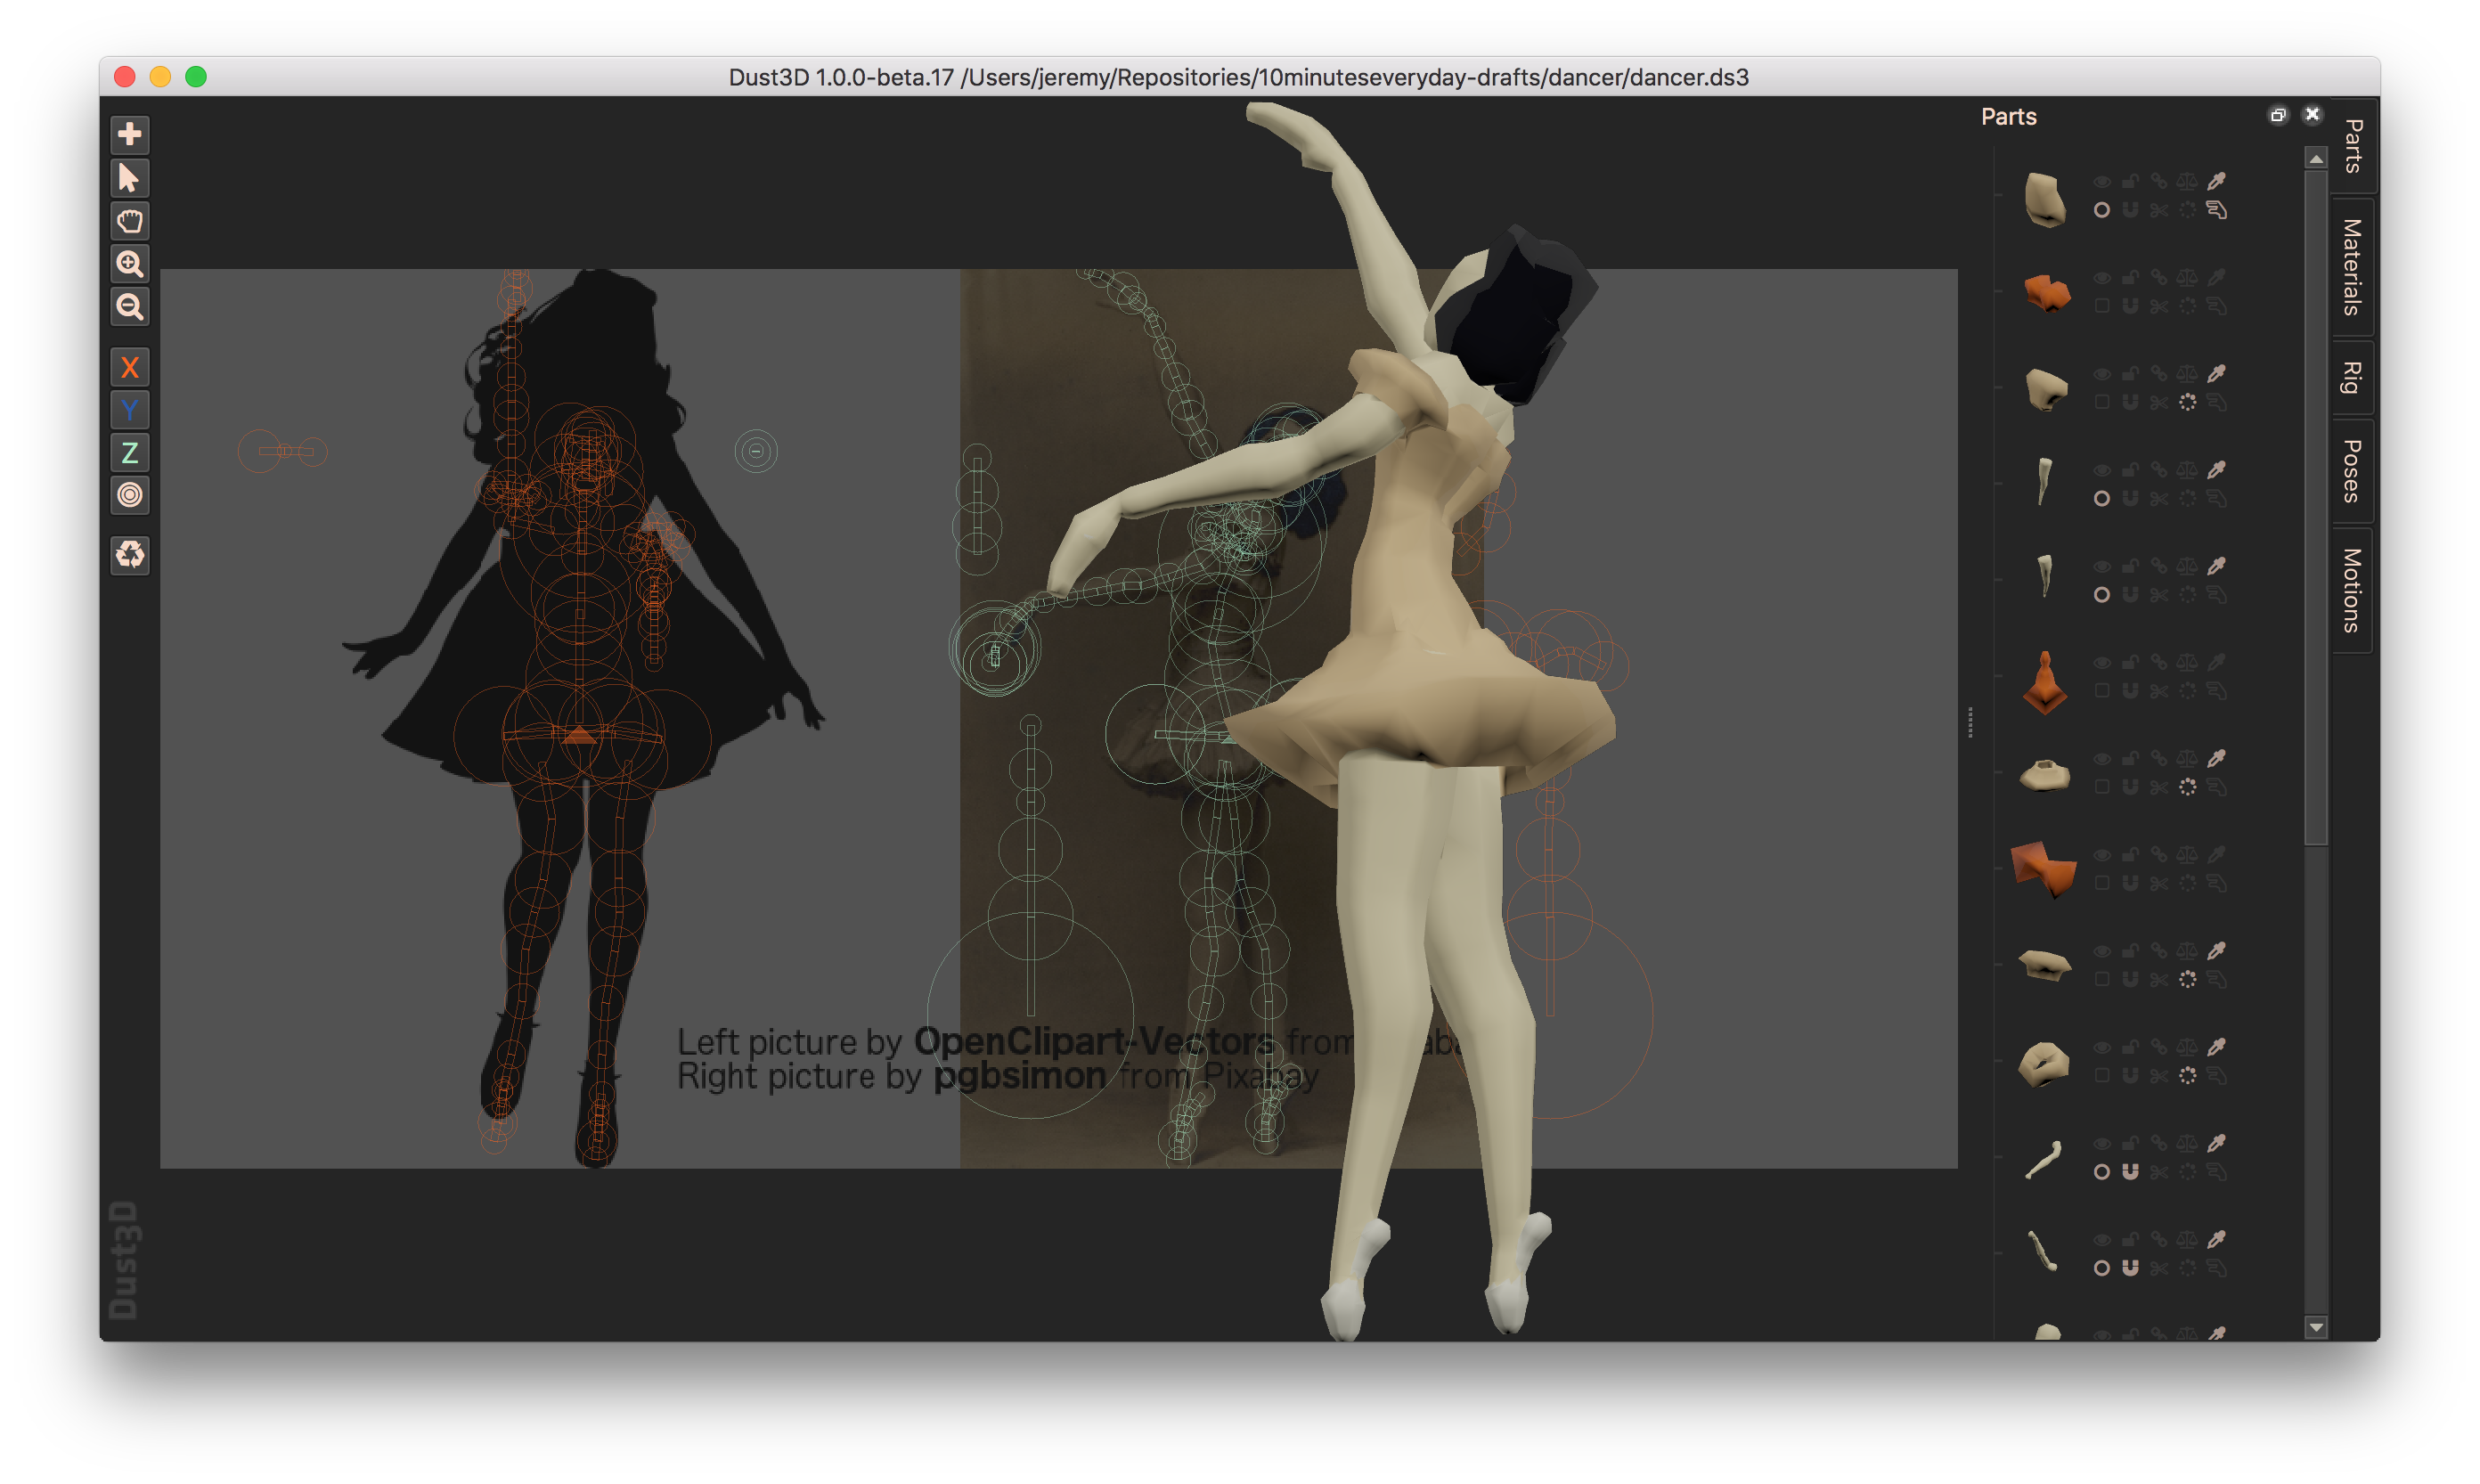 Dust3D 1.0.0-beta.17 /Users/jeremy/Repositories/10minuteseveryday-drafts/dancer/dancer.ds3
Parts
Parts
Materials
Rig
Poses
Motions
X
Y
Z
Left picture by OpenClipart-Vectors from
Right picture by pgbsimon from Pixabay
Dust3D